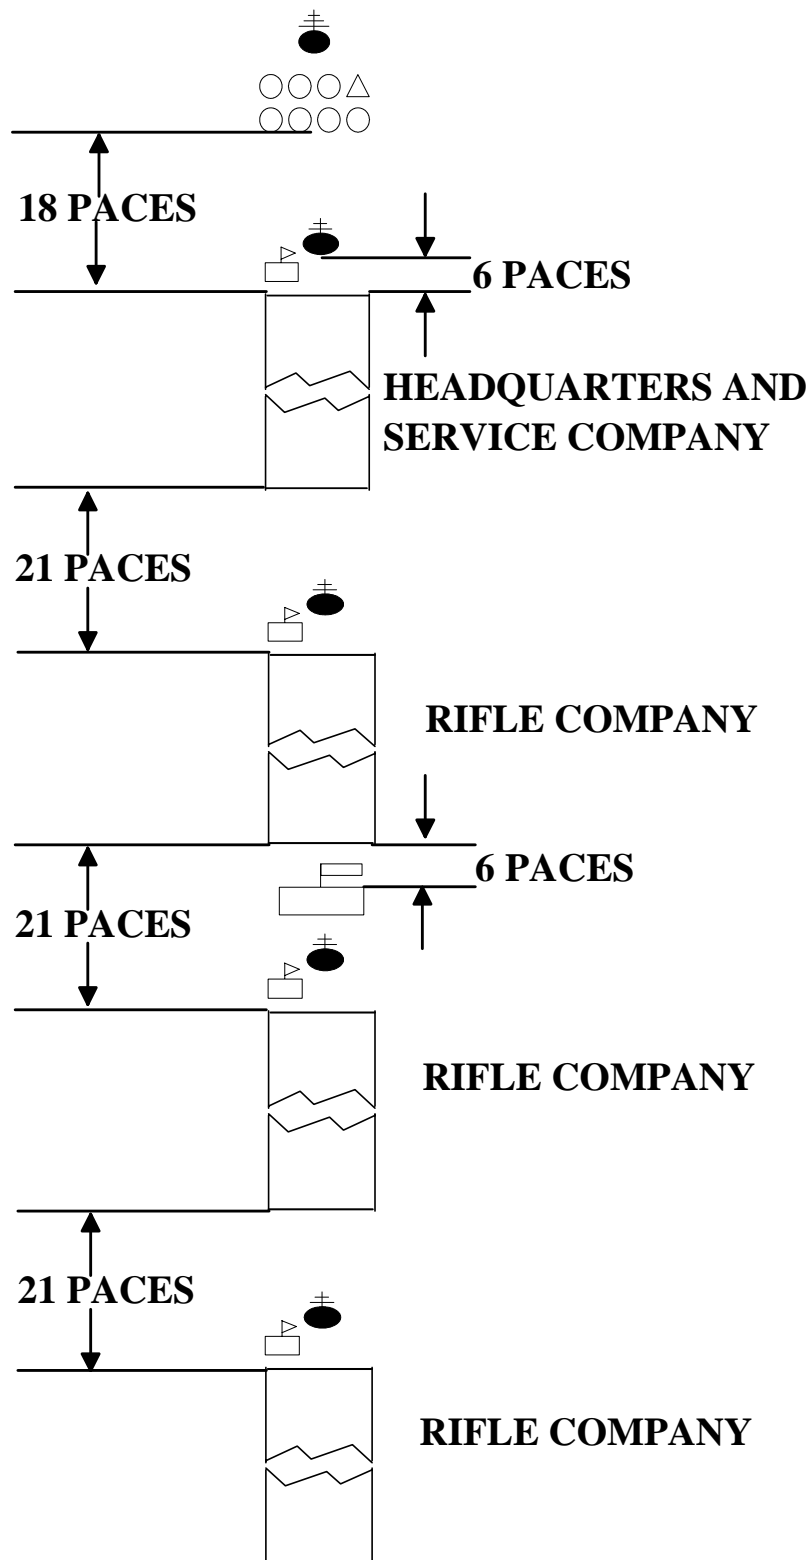 18 PACES
6 PACES
HEADQUARTERS AND
SERVICE COMPANY
21 PACES
RIFLE COMPANY
6 PACES
21 PACES
RIFLE COMPANY
21 PACES
RIFLE COMPANY